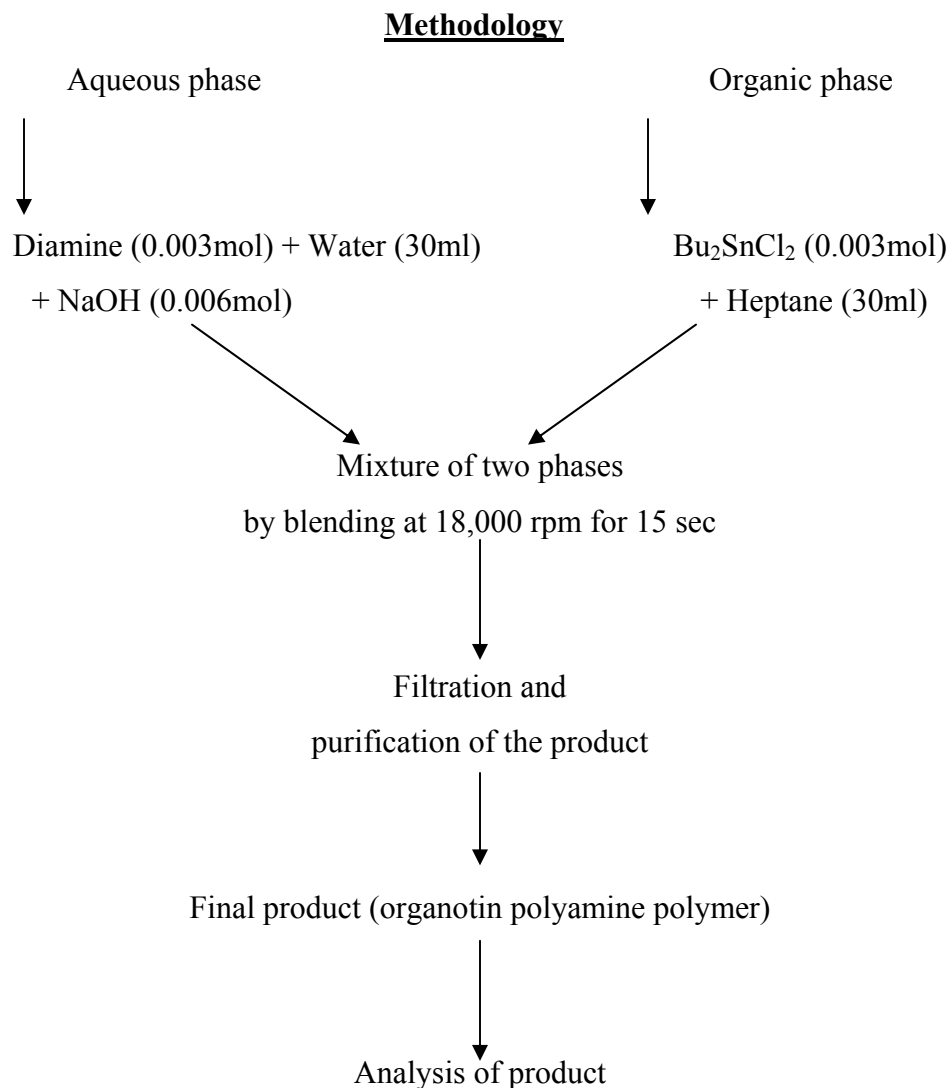 Methodology
Aqueous phase
Organic phase
Diamine (0.003mol) + Water (30ml)
+ NaOH (0.006mol)
Bu₂SnCl₂ (0.003mol)
+ Heptane (30ml)
Mixture of two phases
by blending at 18,000 rpm for 15 sec
Filtration and
purification of the product
Final product (organotin polyamine polymer)
Analysis of product